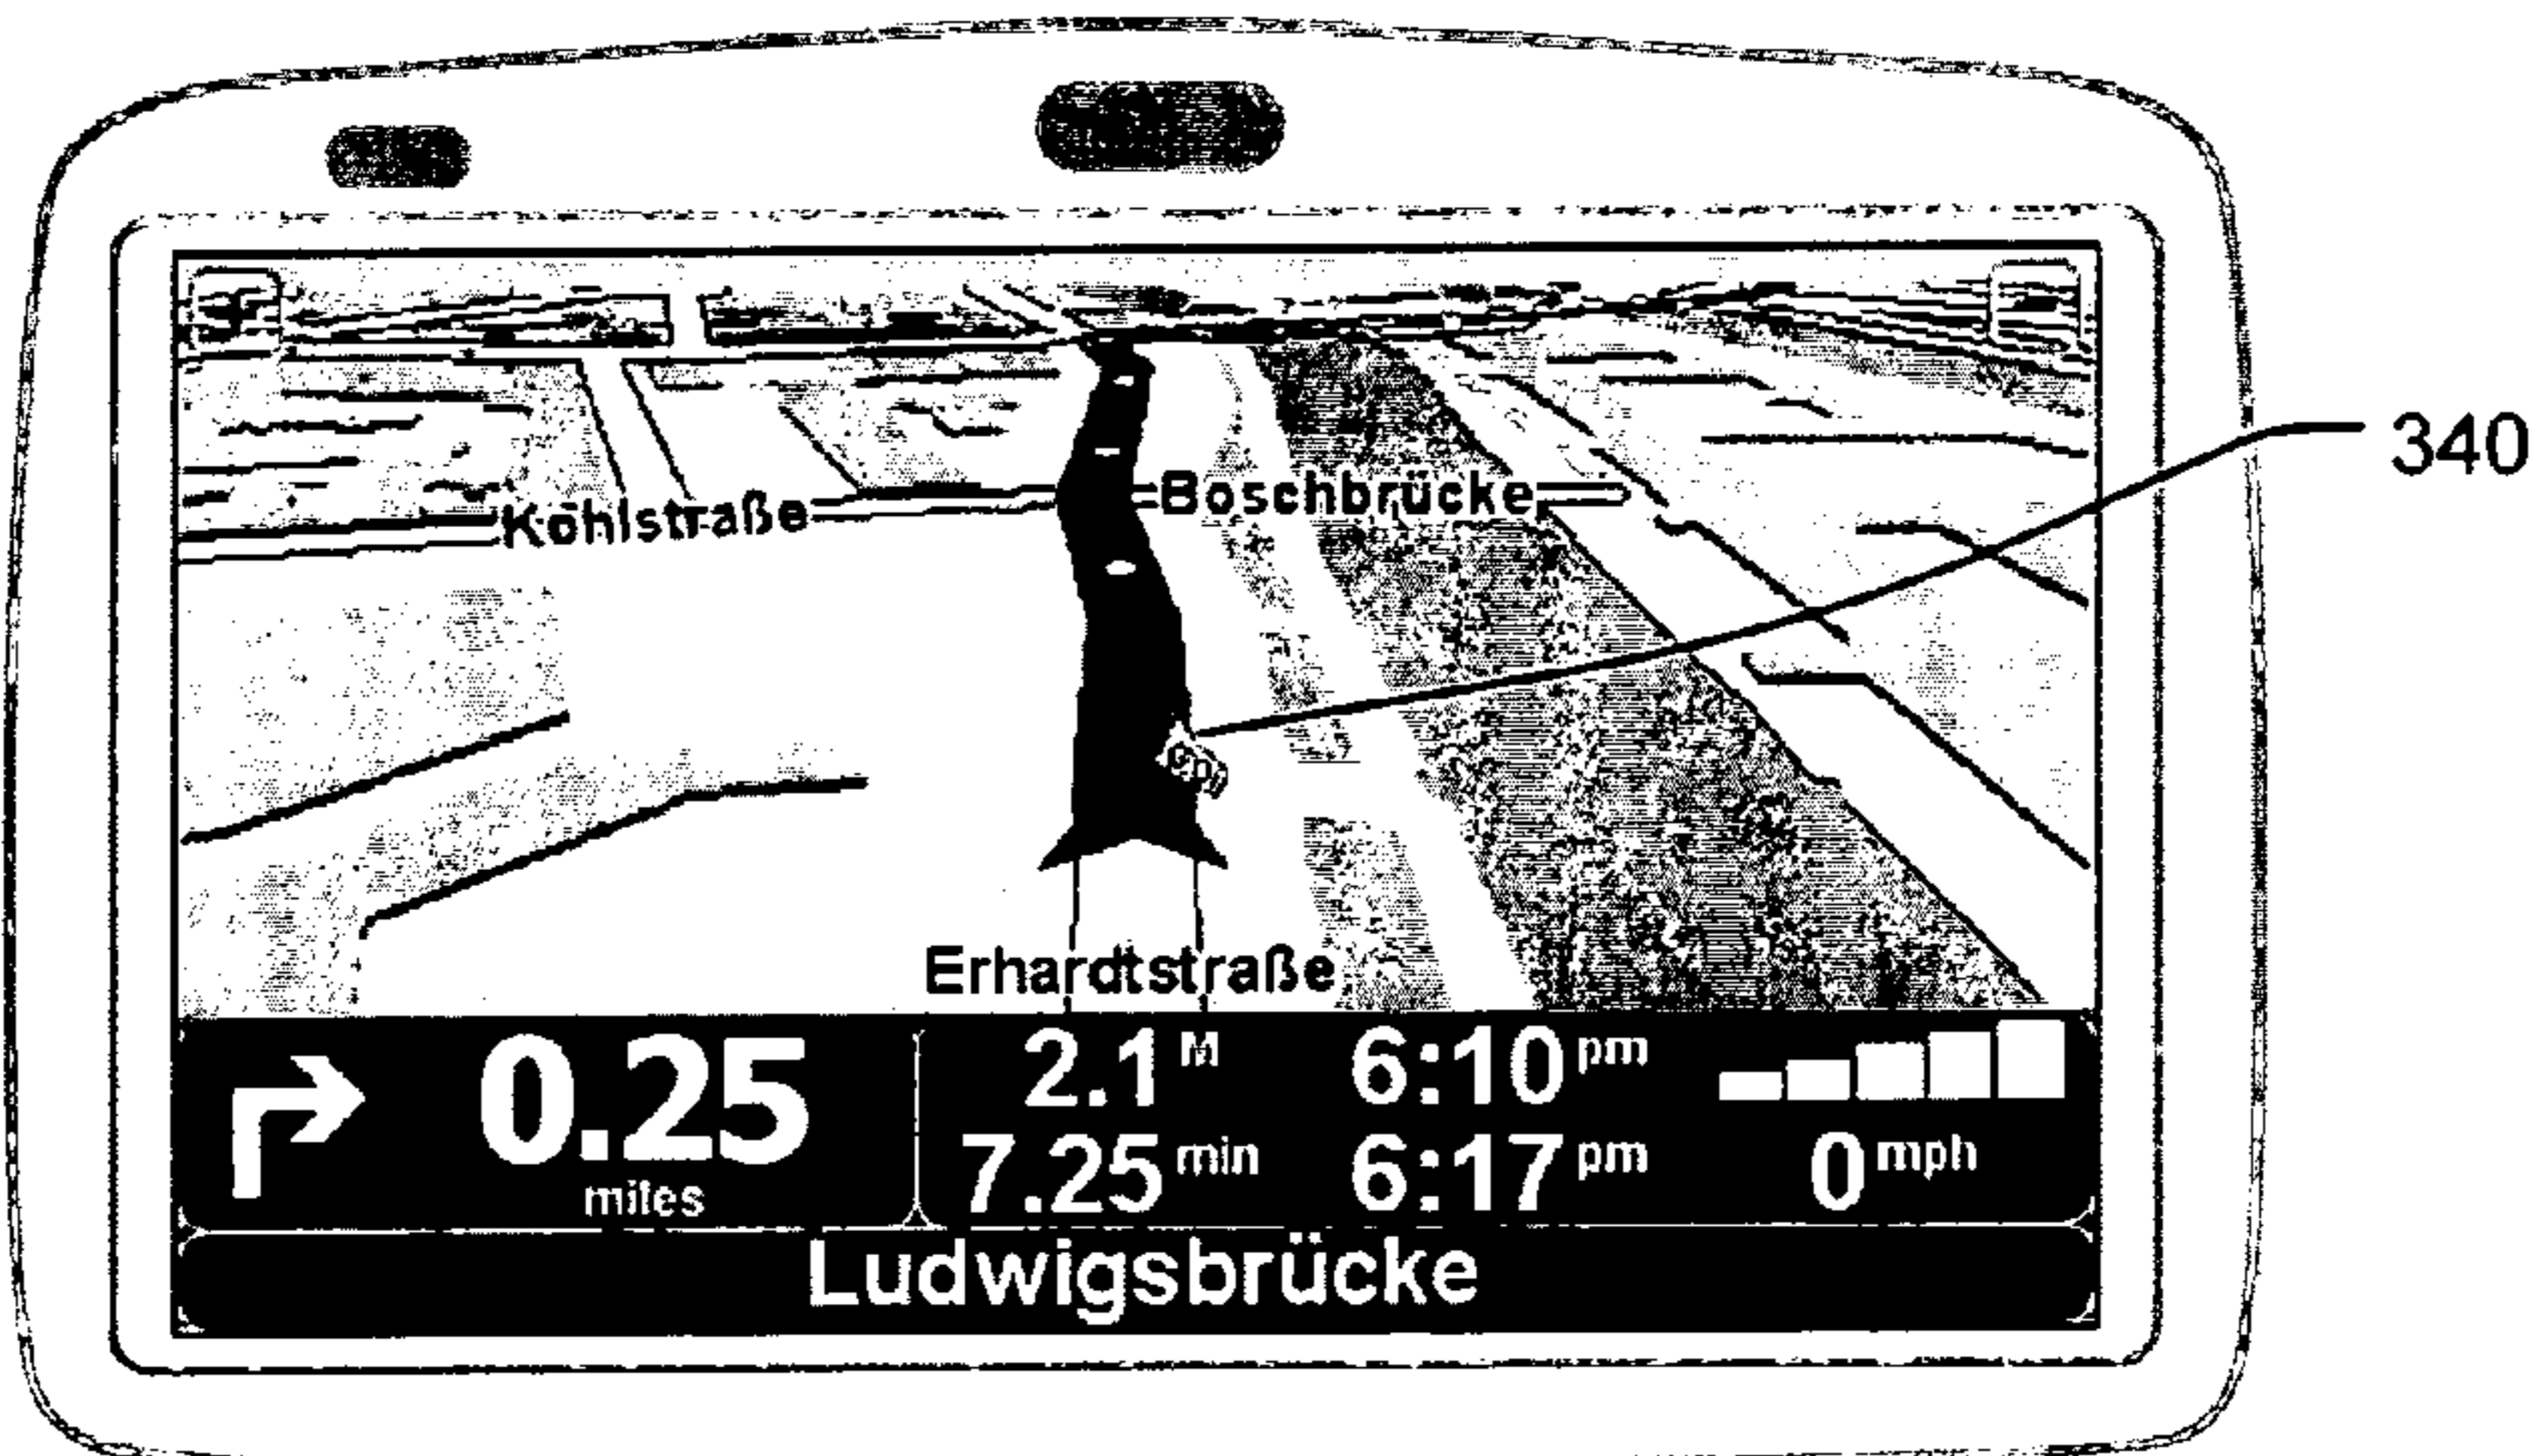 340
Boschbrücke
Kohlstraße
Erhardtstraße
0.25
miles
2.1 M
6:10 pm
7.25 min
6:17 pm
0 mph
Ludwigsbrücke